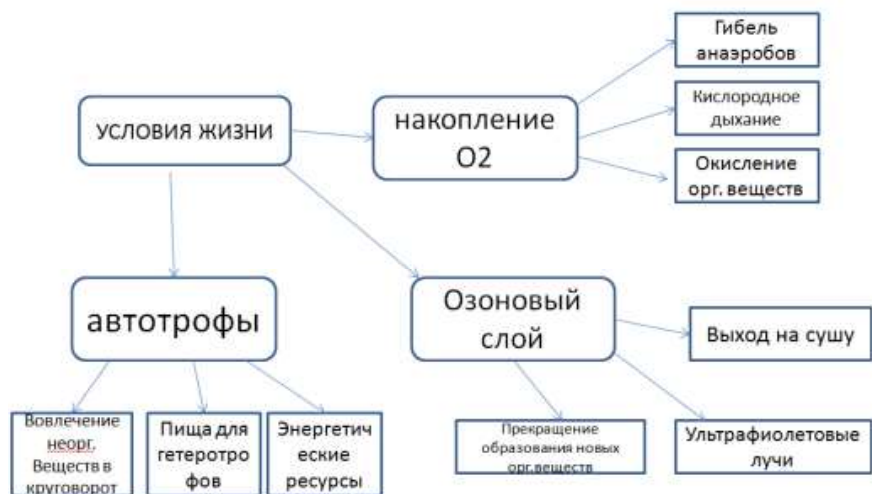 Гибель
анаэробов
УСЛОВИЯ ЖИЗНИ
накопление
О2
Кислородное
дыхание
Окисление
орг. веществ
автотрофы
Озоновый
слой
Выход на сушу
Вовлечение
неорг.
Веществ в
круговорот
Пища для
гетеротро
фов
Энергетич
еские
ресурсы
Прекращение
образования новых
орг.веществ
Ультрафиолетовые
лучи